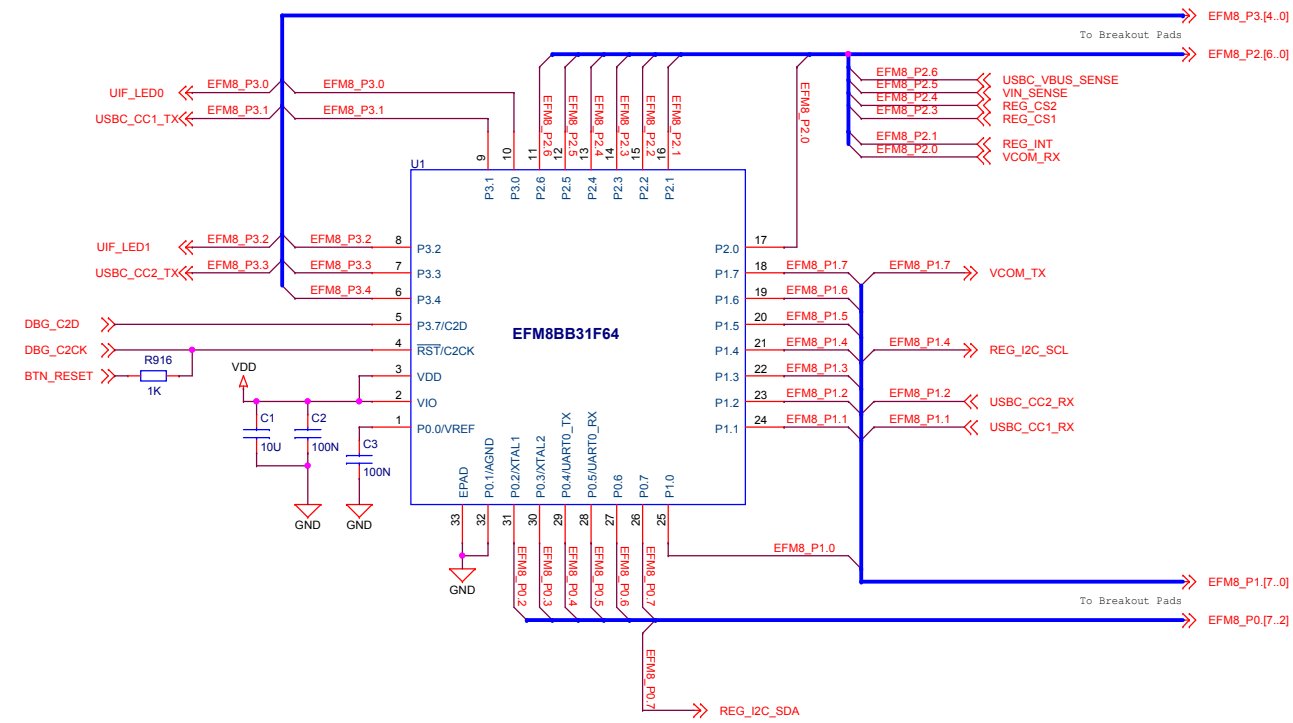 EFM8_P3.[4..0]
To Breakout Pads
EFM8_P2.[6..0]
EFM8_P3.0
EFM8_P3.0
UIF_LED0
EFM8_P3.1
EFM8_P3.1
USBC_CC1_TX
EFM8_P2.6
USBC_VBUS_SENSE
EFM8_P2.5
VIN_SENSE
EFM8_P2.4
REG_CS2
EFM8_P2.3
REG_CS1
EFM8_P2.1
REG_INT
EFM8_P2.0
VCOM_RX
EFM8_P2.6
EFM8_P2.5
EFM8_P2.4
EFM8_P2.3
EFM8_P2.2
EFM8_P2.1
EFM8_P2.0
9
10
11
12
13
14
15
16
U1
P3.1
P3.0
P2.6
P2.5
P2.4
P2.3
P2.2
P2.1
UIF_LED1
EFM8_P3.2
EFM8_P3.2
8
P3.2
USBC_CC2_TX
EFM8_P3.3
EFM8_P3.3
7
P3.3
EFM8_P3.4
6
P3.4
DBG_C2D
5
P3.7/C2D
DBG_C2CK
4
RST/C2CK
BTN_RESET
R916
1K
3
VDD
VDD
2
VIO
1
P0.0/VREF
C1
10U
C2
100N
C3
100N
GND
GND
EFM8BB31F64
P2.0
17
P1.7
18
EFM8_P1.7
EFM8_P1.7
VCOM_TX
P1.6
19
EFM8_P1.6
P1.5
20
EFM8_P1.5
P1.4
21
EFM8_P1.4
EFM8_P1.4
REG_I2C_SCL
P1.3
22
EFM8_P1.3
P1.2
23
EFM8_P1.2
EFM8_P1.2
USBC_CC2_RX
P1.1
24
EFM8_P1.1
EFM8_P1.1
USBC_CC1_RX
EPAD
P0.1/AGND
P0.2/XTAL1
P0.3/XTAL2
P0.4/UART0_TX
P0.5/UART0_RX
P0.6
P0.7
P1.0
33
32
31
30
29
28
27
26
25
GND
EFM8_P0.2
EFM8_P0.3
EFM8_P0.4
EFM8_P0.5
EFM8_P0.6
EFM8_P0.7
EFM8_P1.0
EFM8_P1.[7..0]
To Breakout Pads
EFM8_P0.[7..2]
EFM8_P0.7
REG_I2C_SDA